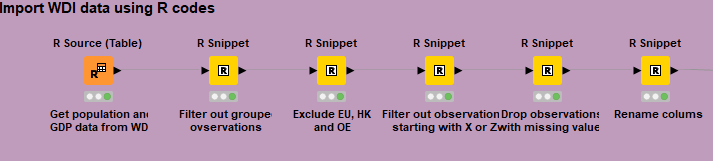 Import WDI data using R codes
R Source (Table)
R Snippet
R Snippet
R Snippet
R Snippet
R Snippet
Get population and
GDP data from WD
Filter out groupe
ovservations
Exclude EU, HK
and OE
Filter out observation
starting with X or Z
Drop observations
with missing value
Rename colums